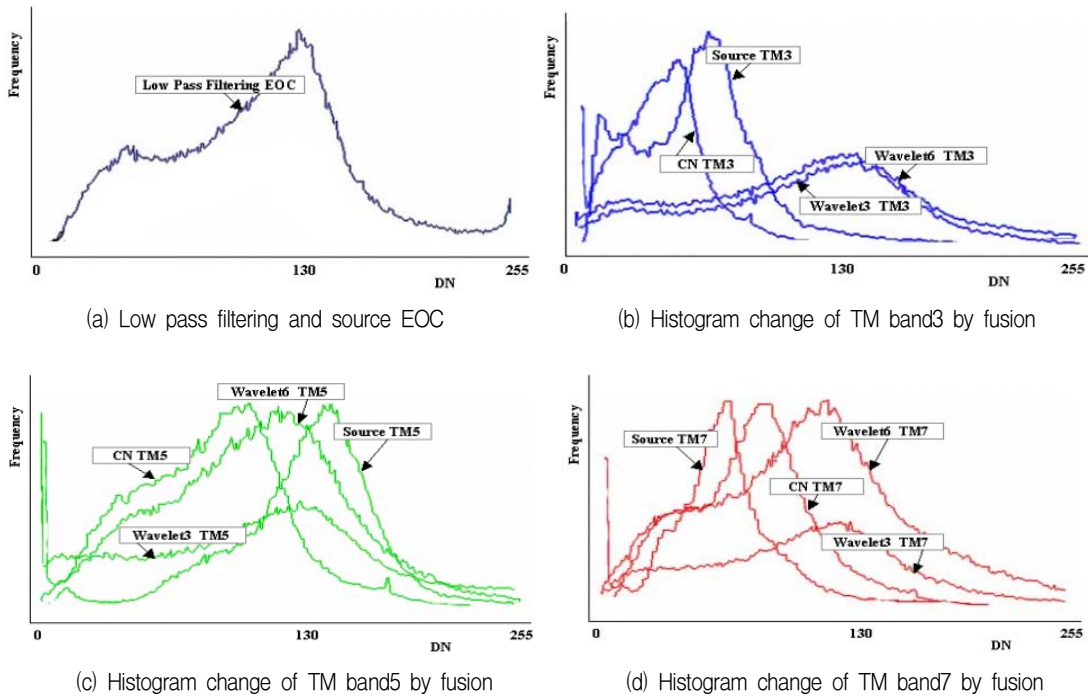 Frequency
Low Pass Filtering EOC
0
130
255
DN
(a) Low pass filtering and source EOC
Frequency
Source TM3
CN TM3
Wavelet6 TM3
Wavelet3 TM3
0
130
255
DN
(b) Histogram change of TM band3 by fusion
Frequency
Wavelet6 TM5
Source TM5
CN TM5
Wavelet3 TM5
0
130
255
DN
(c) Histogram change of TM band5 by fusion
Frequency
Source TM7
Wavelet6 TM7
CN TM7
Wavelet3 TM7
0
130
255
DN
(d) Histogram change of TM band7 by fusion